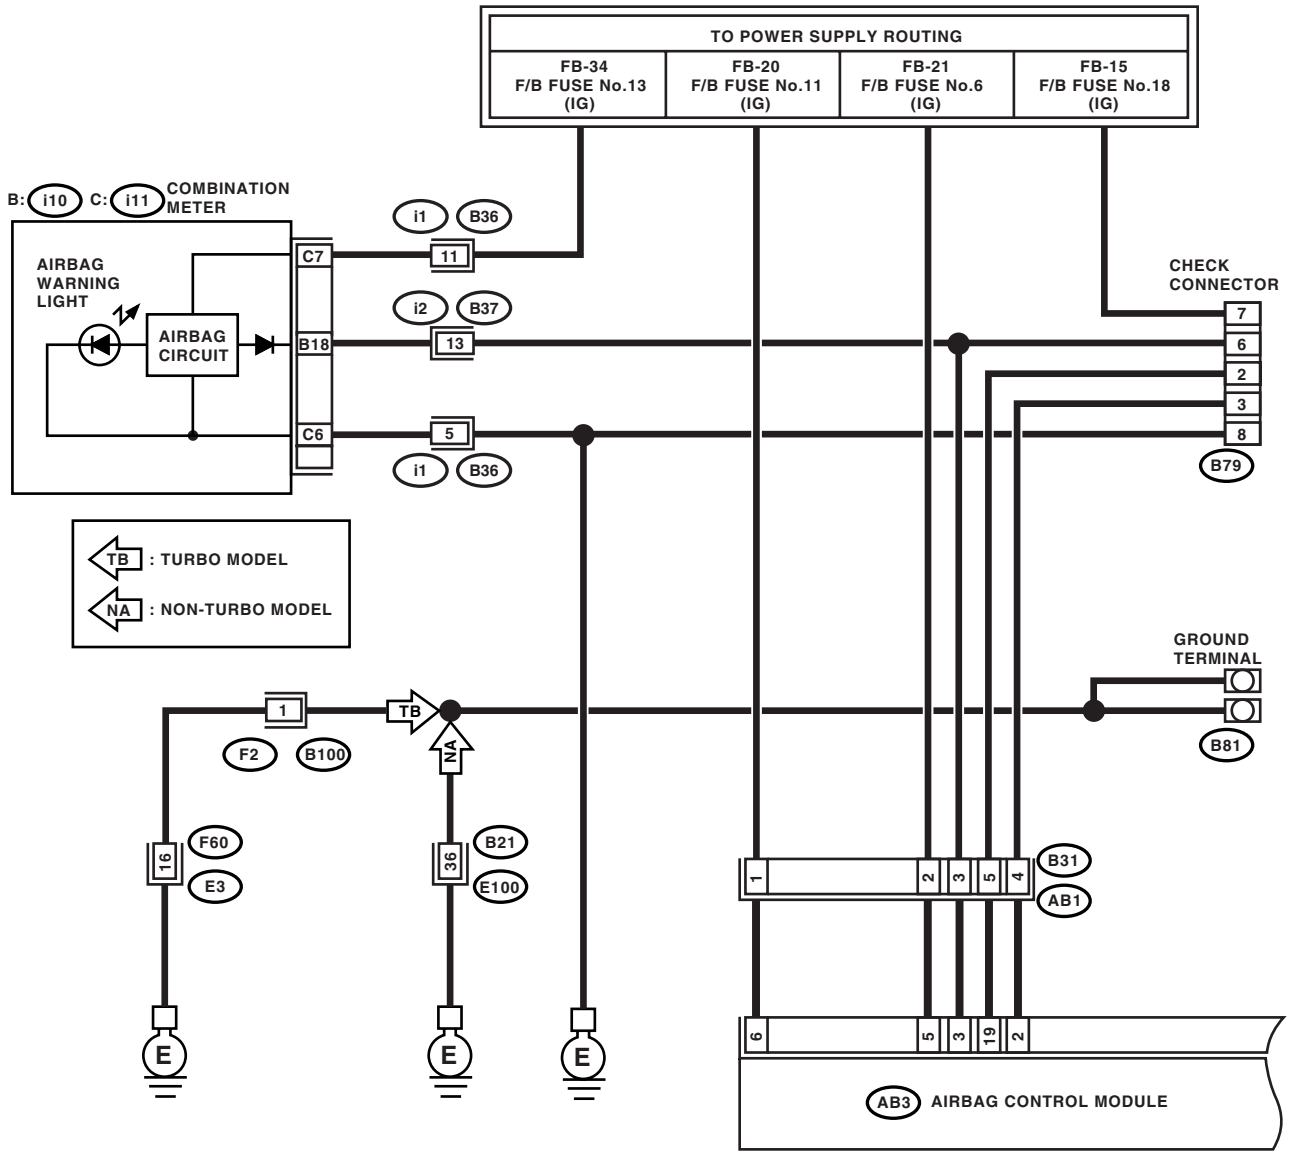 TO POWER SUPPLY ROUTING
FB-34
F/B FUSE No.13
(IG)
FB-20
F/B FUSE No.11
(IG)
FB-21
F/B FUSE No.6
(IG)
FB-15
F/B FUSE No.18
(IG)
B: i10 C: i11 COMBINATION
METER
i1 B36
C7 11
AIRBAG
WARNING
LIGHT
AIRBAG
CIRCUIT
i2 B37
B18 13
C6 5
i1 B36
CHECK
CONNECTOR
7
6
2
3
8
B79
TB : TURBO MODEL
NA : NON-TURBO MODEL
GROUND
TERMINAL
B81
1 TB
F2 B100
NA
16 F60
E3
36 B21
E100
1 2 3 5 4 B31
AB1
E E E
6 5 3 19 2
AB3 AIRBAG CONTROL MODULE